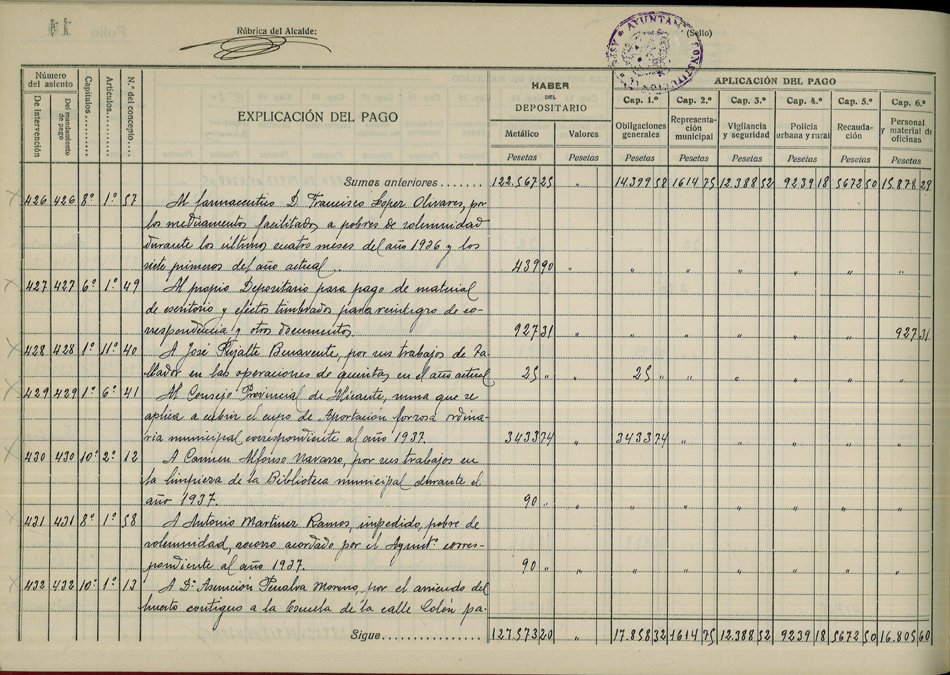 Rúbrica del Alcalde:
(Sello)
AYUNTAM CONSTITUCION
Número del asiento
De intervención
Del mandamiento de pago
Capítulos
Artículos
N.º del concepto
EXPLICACIÓN DEL PAGO
HABER DEL DEPOSITARIO
Metálico Valores
Pesetas Pesetas
APLICACIÓN DEL PAGO
Cap. 1.º Cap. 2.º Cap. 3.º Cap. 4.º Cap. 5.º Cap. 6.º
Obligaciones generales
Representación municipal
Vigilancia y seguridad
Policía urbana y rural
Recaudación
Personal y material de oficinas
Pesetas Pesetas Pesetas Pesetas Pesetas Pesetas
Sumas anteriores....... 122.567 25 " 14.399 58 1614 75 12.388 52 9239 18 5672 50 15.878 29
426 426 8º 1º 57 Al farmaceutico D. Francisco Lopez Olivares, por
los medicamentos facilitados a pobres de solemnidad
durante los últimos cuatro meses del año 1936 y los
siete primeros del año actual.. 439 90 " " " " " " "
427 427 6º 1º 49 Al propio Depositario para pago de material
de escritorio y efectos timbrados para reintegro de co-
rrespondencia y otros documentos 927 31 " " " " " " 927 31
428 428 1º 11º 40 A José Benavente, por sus trabajos de Ta-
llador en las operaciones de quintas en el año actual 25 " " 25 " " " " " "
429 429 1º 6º 41 Al Consejo Provincial de Alicante, suma que se
aplica a cubrir el cupo de Aportación forzosa ordina-
ria municipal correspondiente al año 1937. 3433 74 " 3433 74 " " " " "
430 430 10º 2º 12 A Carmen Alfonso Navarro, por sus trabajos en
la limpieza de la Biblioteca municipal durante el
año 1937. 90 " " " " " " " "
431 431 8º 1º 58 A Antonio Martinez Ramos, impedido, pobre de
solemnidad, socorro acordado por el Ayuntº corres-
pondiente al año 1937. 90 " " " " " " " "
432 432 10º 1º 13 A Dª Asunción Penalva Moreno, por el arriendo del
huerto contiguo a la Escuela de la calle Colón pa-
Sigue................ 127.573 20 " 17.858 32 1614 75 12.388 52 9239 18 5672 50 16.805 60